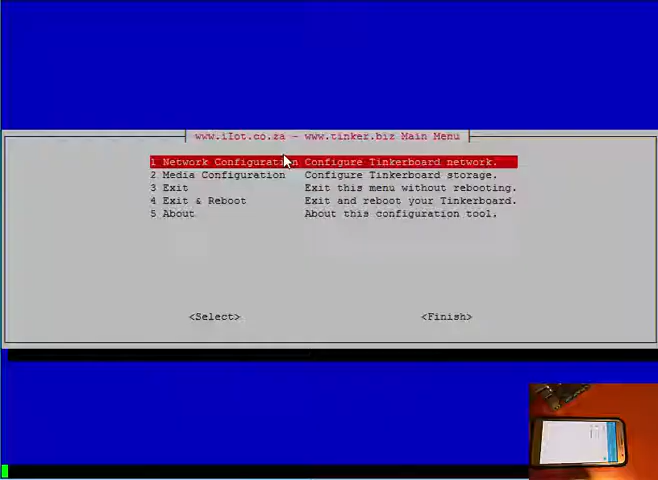 www.iIot.co.za - www.tinker.biz Main Menu
1 Network Configuration Configure Tinkerboard network.
2 Media Configuration Configure Tinkerboard storage.
3 Exit Exit this menu without rebooting.
4 Exit & Reboot Exit and reboot your Tinkerboard.
5 About About this configuration tool.
<Select> <Finish>